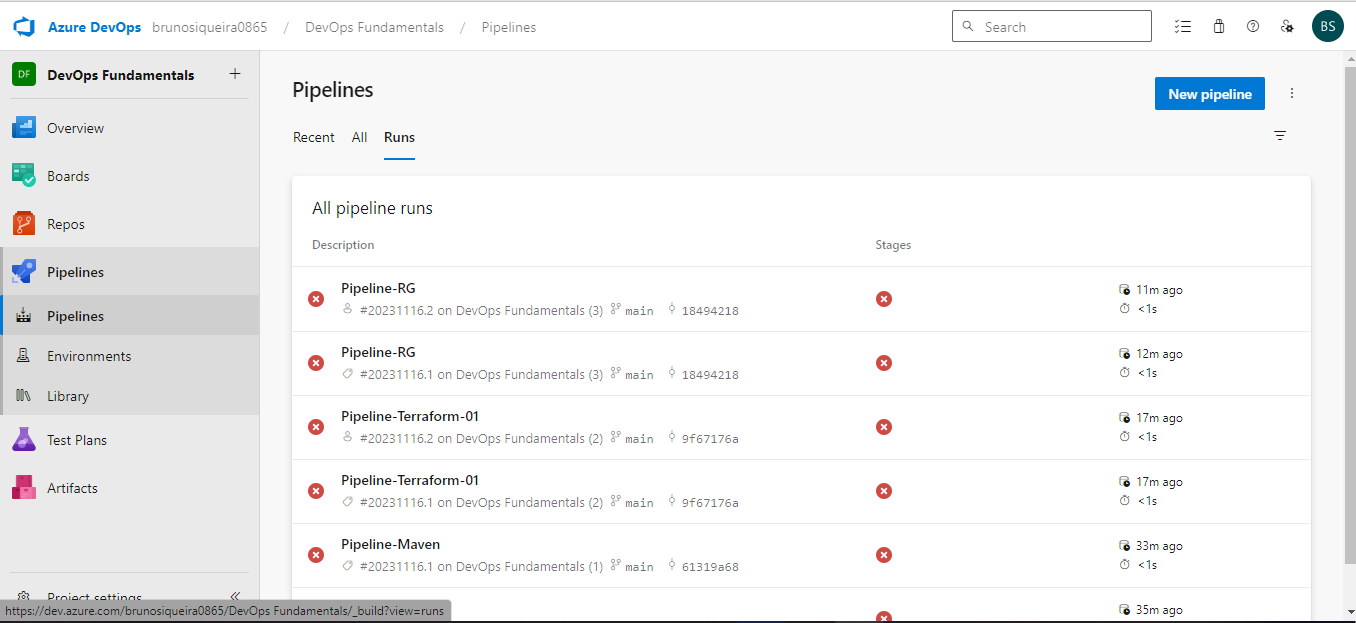 Azure DevOps brunosiqueira0865 / DevOps Fundamentals / Pipelines Search BS
DF DevOps Fundamentals +
Overview
Boards
Repos
Pipelines
Pipelines
Environments
Library
Test Plans
Artifacts
Project settings
https://dev.azure.com/brunosiqueira0865/DevOps Fundamentals/_build?view=runs
Pipelines
New pipeline
Recent All Runs
All pipeline runs
Description Stages
Pipeline-RG
11m ago
#20231116.2 on DevOps Fundamentals (3) main 18494218
<1s
Pipeline-RG
12m ago
#20231116.1 on DevOps Fundamentals (3) main 18494218
<1s
Pipeline-Terraform-01
17m ago
#20231116.2 on DevOps Fundamentals (2) main 9f67176a
<1s
Pipeline-Terraform-01
17m ago
#20231116.1 on DevOps Fundamentals (2) main 9f67176a
<1s
Pipeline-Maven
33m ago
#20231116.1 on DevOps Fundamentals (1) main 61319a68
<1s
35m ago